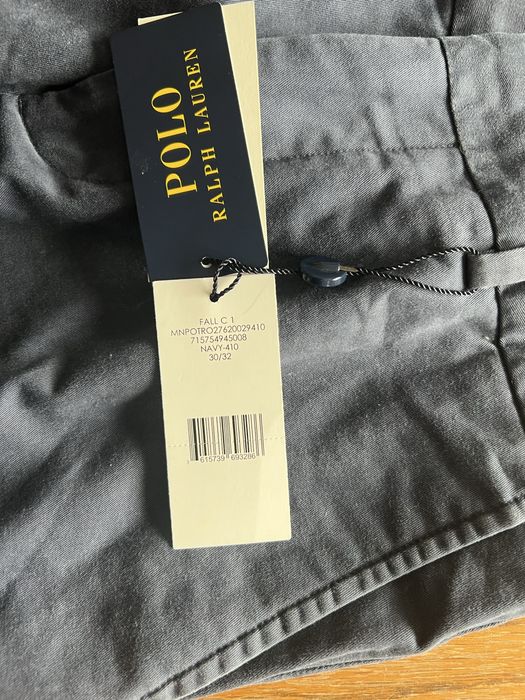 POLO
RALPH LAUREN
FALL C 1
MNPOTRO27620029410
715754945008
NAVY-410
30/32
615739 693286